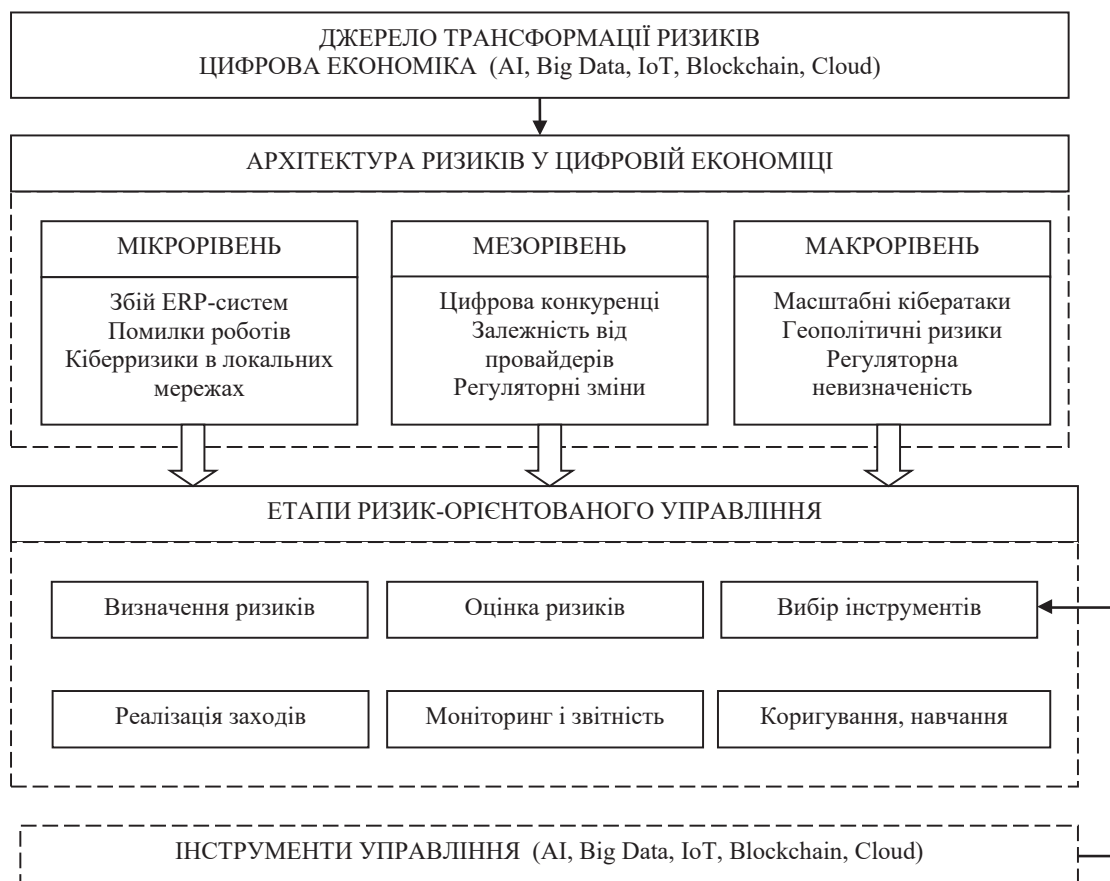 ДЖЕРЕЛО ТРАНСФОРМАЦІЇ РИЗИКІВ
ЦИФРОВА ЕКОНОМІКА (AI, Big Data, IoT, Blockchain, Cloud)
АРХІТЕКТУРА РИЗИКІВ У ЦИФРОВІЙ ЕКОНОМІЦІ
МІКРОРІВЕНЬ
Збій ERP-систем
Помилки роботів
Кіберризики в локальних
мережах
МЕЗОРІВЕНЬ
Цифрова конкуренці
Залежність від
провайдерів
Регуляторні зміни
МАКРОРІВЕНЬ
Масштабні кібератаки
Геополітичні ризики
Регуляторна
невизначеність
ЕТАПИ РИЗИК-ОРІЄНТОВАНОГО УПРАВЛІННЯ
Визначення ризиків
Оцінка ризиків
Вибір інструментів
Реалізація заходів
Моніторинг і звітність
Коригування, навчання
ІНСТРУМЕНТИ УПРАВЛІННЯ (AI, Big Data, IoT, Blockchain, Cloud)